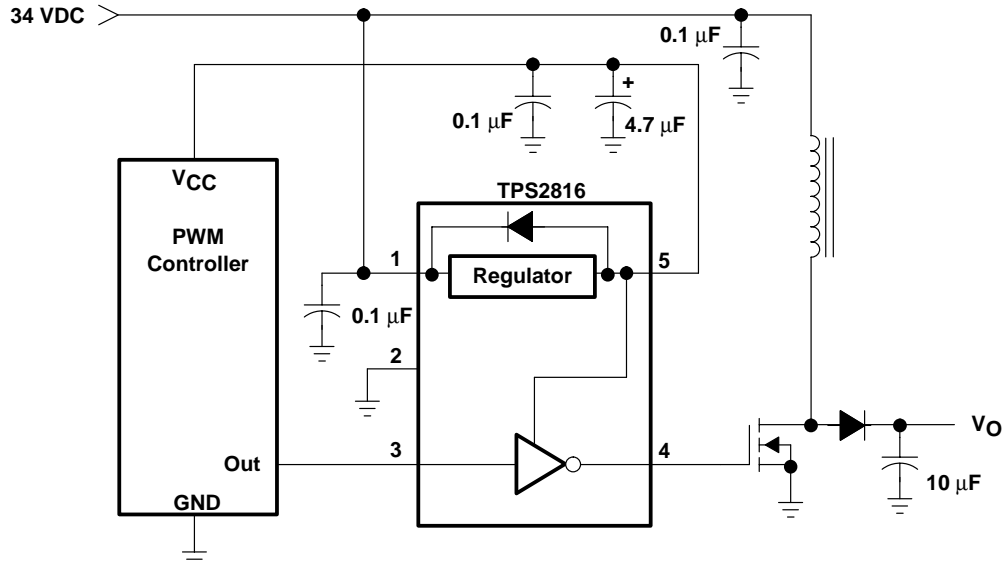 34 VDC
0.1 μF
0.1 μF
+
4.7 μF
TPS2816
VCC
PWM
Controller
1
Regulator
5
0.1 μF
2
3
4
Out
GND
VO
10 μF